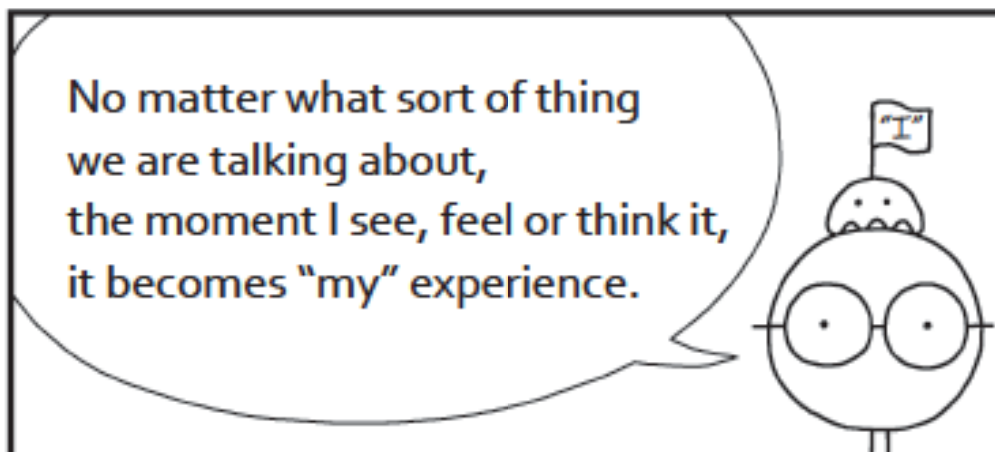 No matter what sort of thing
we are talking about,
the moment I see, feel or think it,
it becomes “my” experience.
"I"